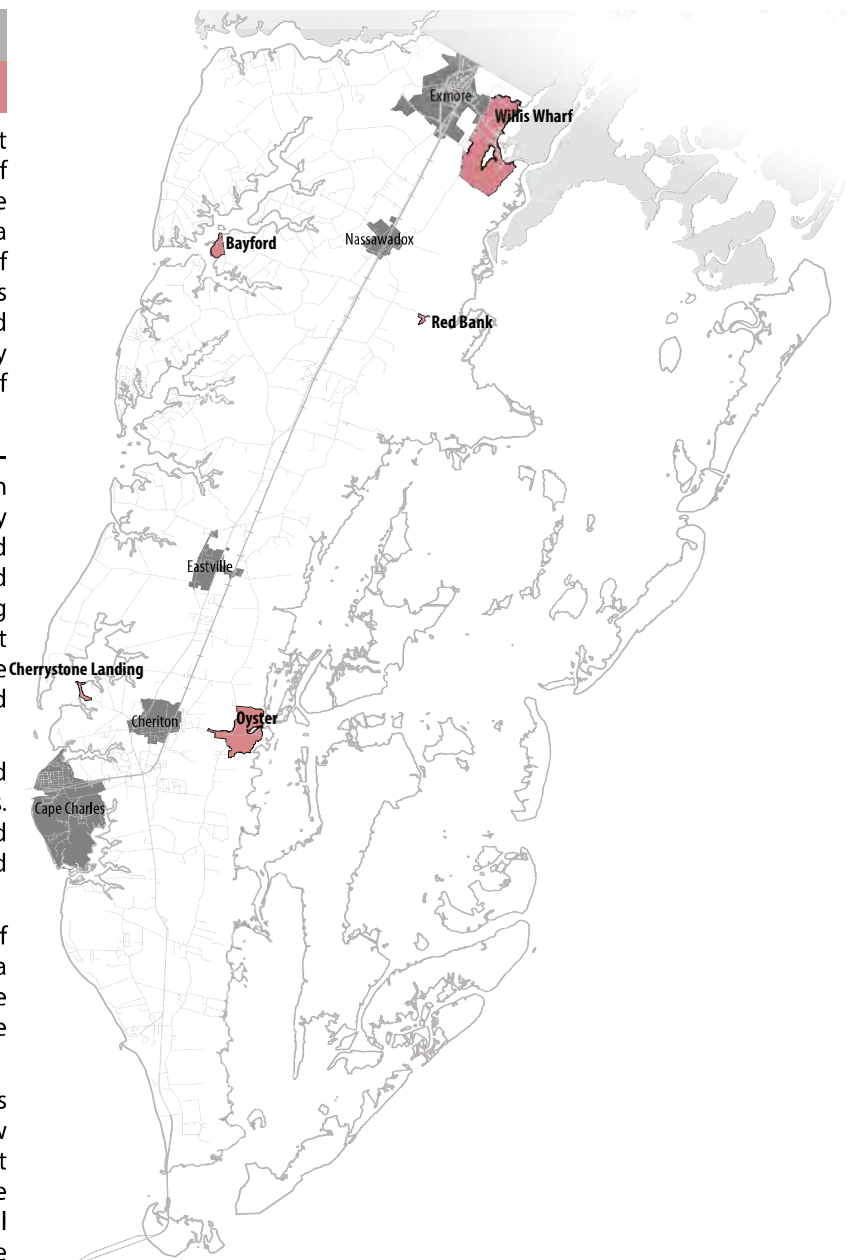 Exmore
Willis Wharf
Bayford
Nassawadox
Red Bank
Eastville
Cherrystone Landing
Cheriton
Oyster
Cape Charles
t
f
e
a
f
s
d
y
f
n
y
d
d
g
t
e
d
d
s.
d
d
f
a
e
e
s
w
t
e
l
e